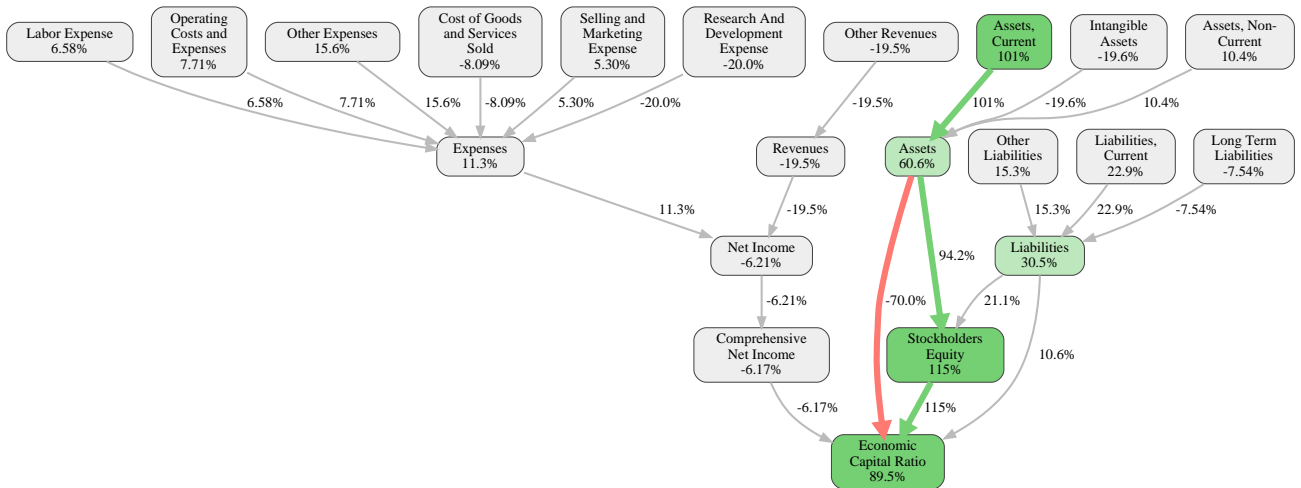 Labor Expense
6.58%
Operating
Costs and
Expenses
7.71%
Other Expenses
15.6%
Cost of Goods
and Services
Sold
-8.09%
Selling and
Marketing
Expense
5.30%
Research And
Development
Expense
-20.0%
Other Revenues
-19.5%
Assets,
Current
101%
Intangible
Assets
-19.6%
Assets, Non-
Current
10.4%
6.58%
7.71%
15.6%
-8.09%
5.30%
-20.0%
-19.5%
101%
-19.6%
10.4%
Expenses
11.3%
Revenues
-19.5%
Assets
60.6%
Other
Liabilities
15.3%
Liabilities,
Current
22.9%
Long Term
Liabilities
-7.54%
11.3%
-19.5%
15.3%
22.9%
-7.54%
Net Income
-6.21%
94.2%
Liabilities
30.5%
-6.21%
-70.0%
21.1%
Comprehensive
Net Income
-6.17%
Stockholders
Equity
115%
10.6%
-6.17%
115%
Economic
Capital Ratio
89.5%